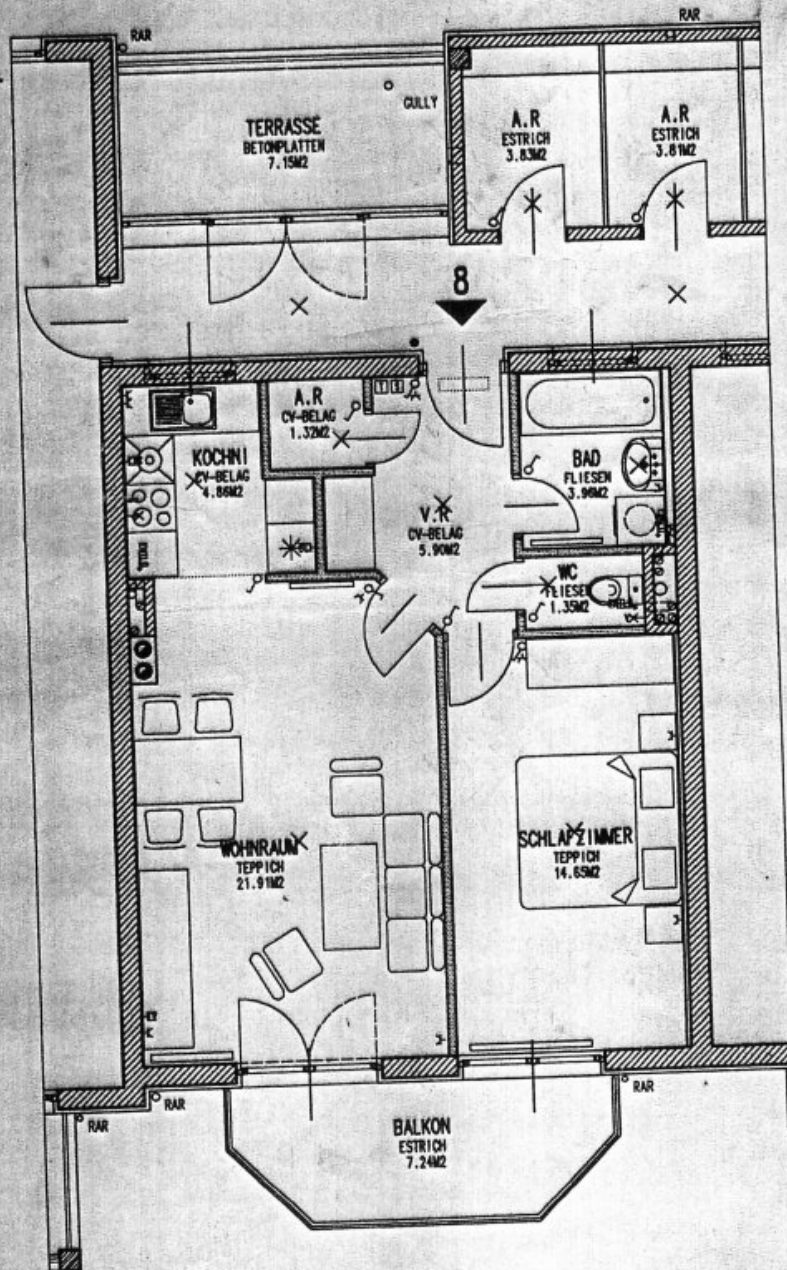 RAR
RAR
GULLY
TERRASSE
BETONPLATTEN
7.15M2
A.R
ESTRICH
3.83M2
A.R
ESTRICH
3.81M2
8
A.R
CV-BELAG
1.32M2
KOCHNI
CV-BELAG
4.86M2
BAD
FLIESEN
3.96M2
V.R
CV-BELAG
5.90M2
WC
FLIESEN
1.35M2
WOHNRAUM
TEPPICH
21.91M2
SCHLAFZIMMER
TEPPICH
14.65M2
RAR
RAR
RAR
BALKON
ESTRICH
7.24M2